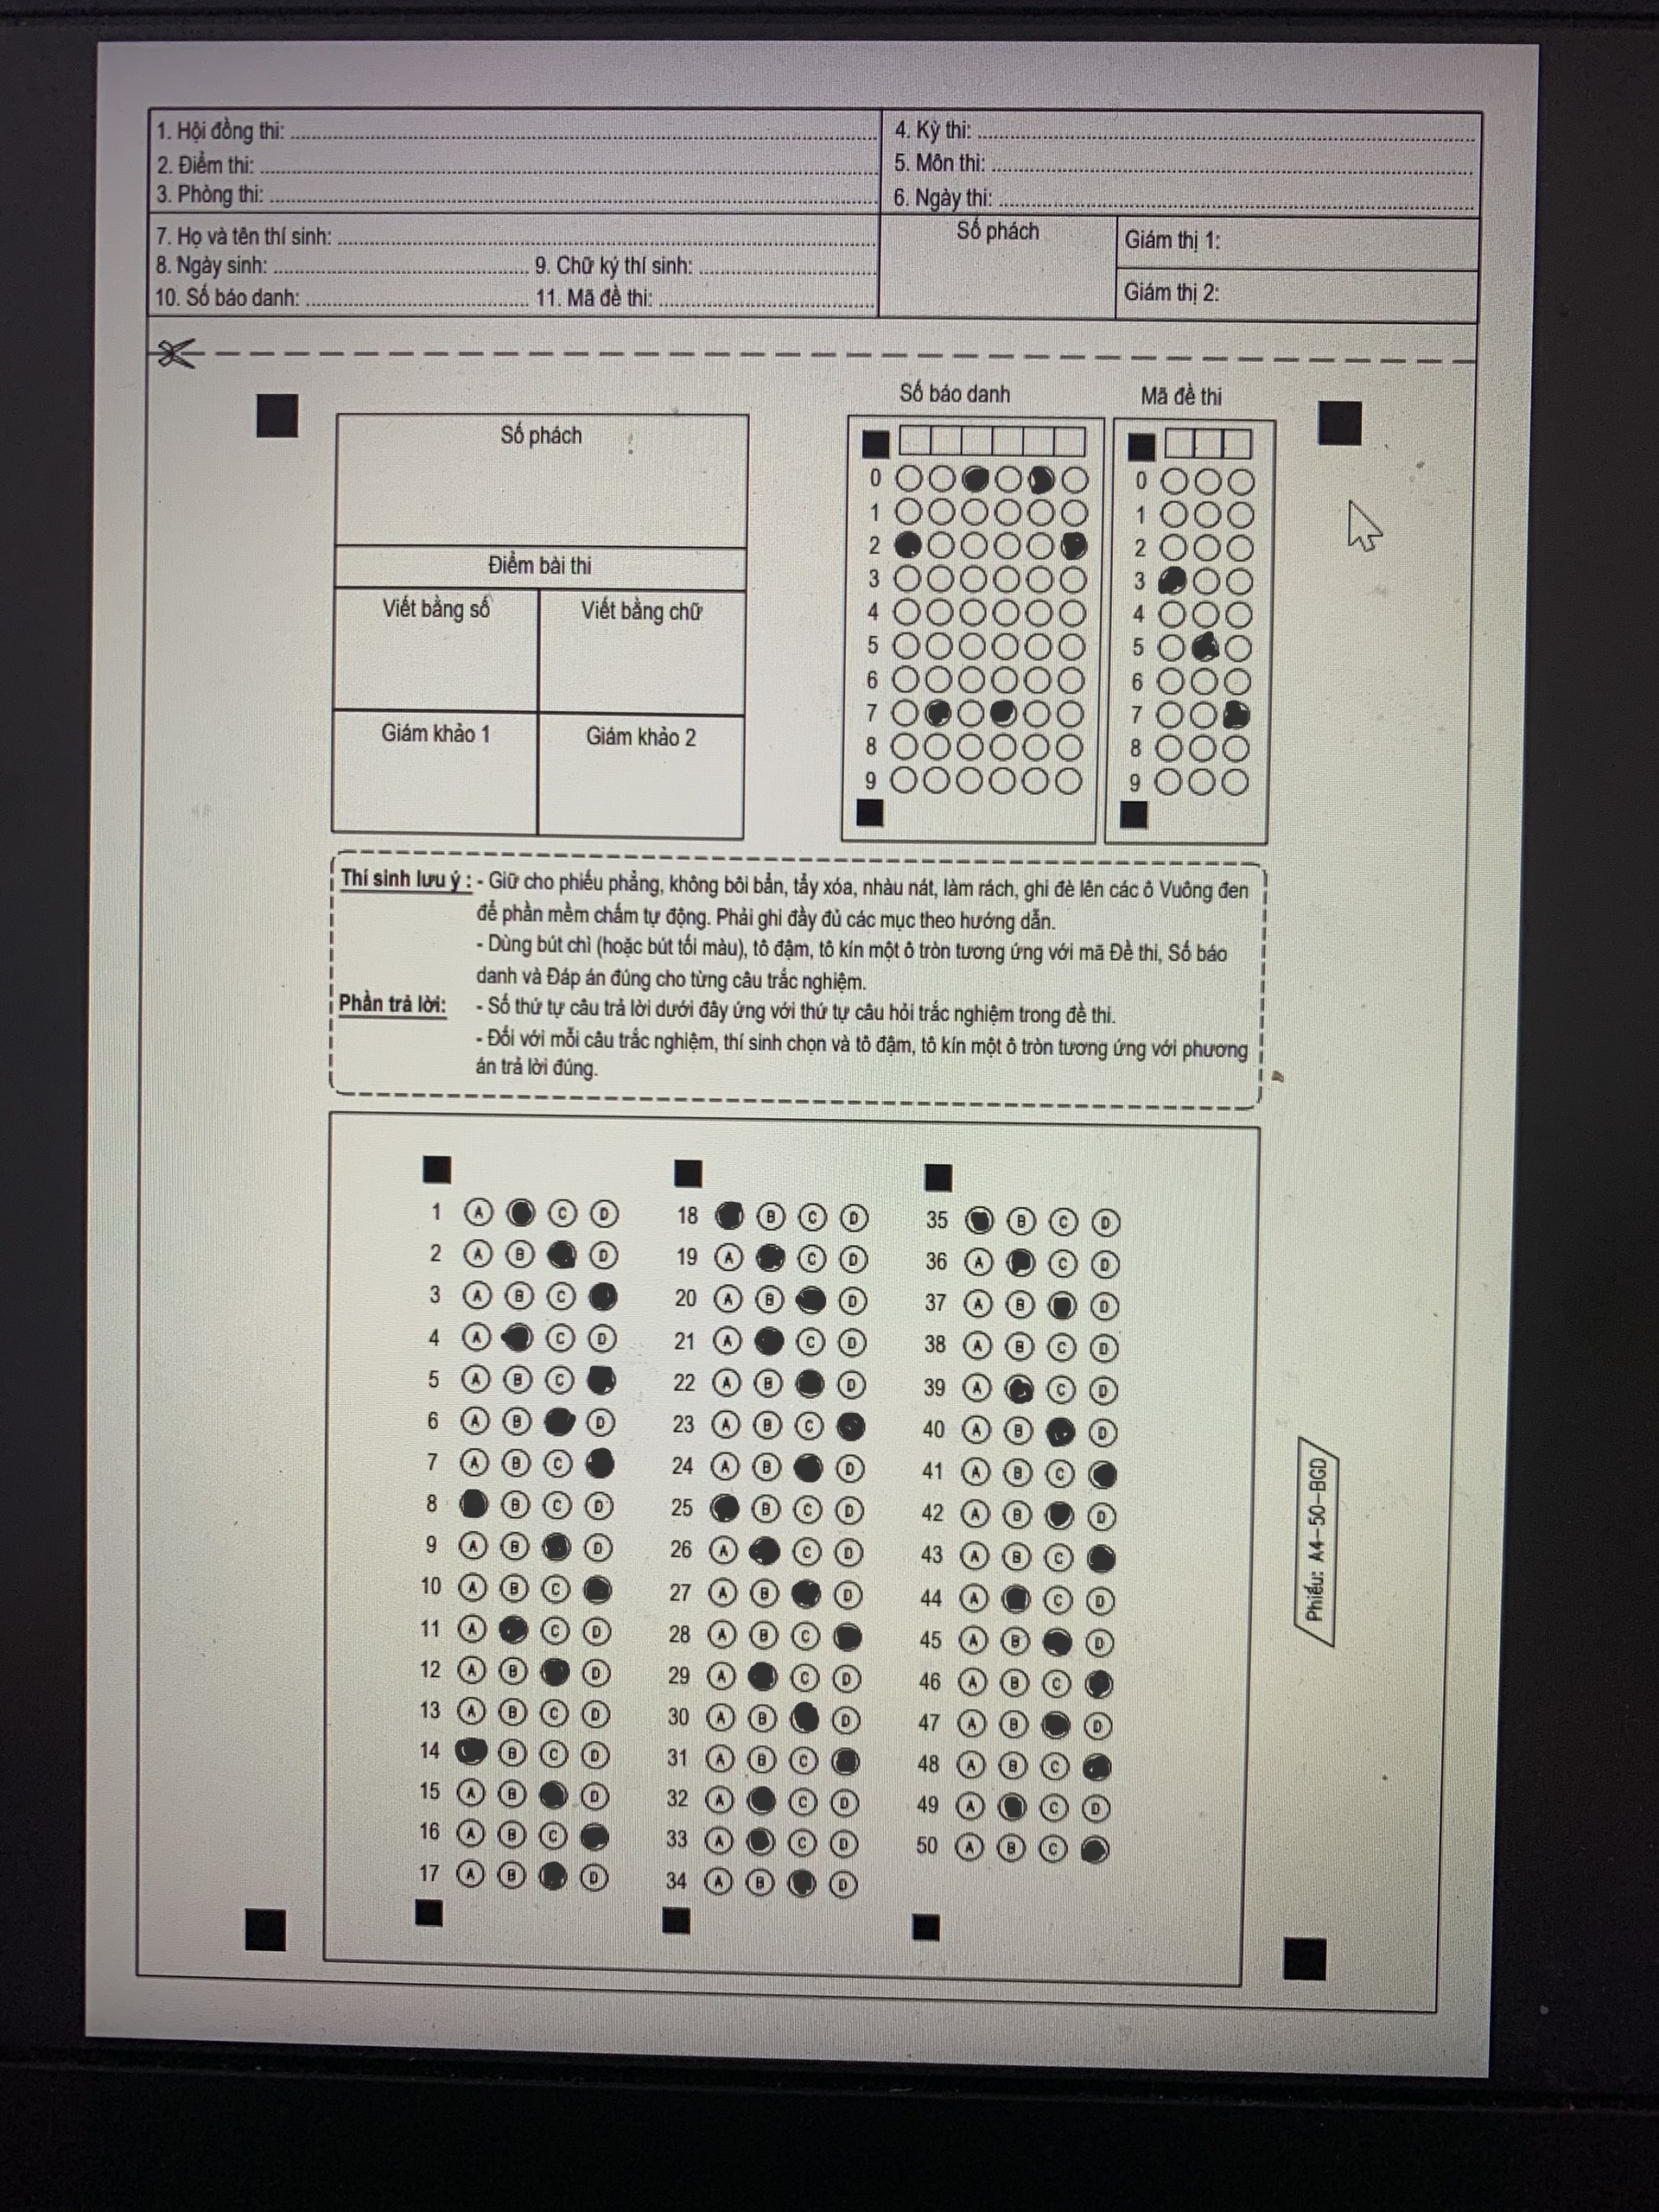 1. Hội đồng thi: ........................
4. Kỳ thi: ........................
2. Điểm thi: ........................
5. Môn thi: ........................
3. Phòng thi: ........................
6. Ngày thi: ........................
7. Họ và tên thí sinh: ........................
8. Ngày sinh: ........................ 9. Chữ ký thí sinh: ........................
10. Số báo danh: ........................ 11. Mã đề thi: ........................
Số phách
Giám thị 1:
Giám thị 2:
Số phách
Điểm bài thi
Viết bằng số
Viết bằng chữ
Giám khảo 1
Giám khảo 2
Số báo danh
0
1
2
3
4
5
6
7
8
9
Mã đề thi
0
1
2
3
4
5
6
7
8
9
Thí sinh lưu ý : - Giữ cho phiếu phẳng, không bôi bẩn, tẩy xóa, nhàu nát, làm rách, ghi đè lên các ô Vuông đen
để phần mềm chấm tự động. Phải ghi đầy đủ các mục theo hướng dẫn.
- Dùng bút chì (hoặc bút tối màu), tô đậm, tô kín một ô tròn tương ứng với mã Đề thi, Số báo
danh và Đáp án đúng cho từng câu trắc nghiệm.
Phần trả lời: - Số thứ tự câu trả lời dưới đây ứng với thứ tự câu hỏi trắc nghiệm trong đề thi.
- Đối với mỗi câu trắc nghiệm, thí sinh chọn và tô đậm, tô kín một ô tròn tương ứng với phương
án trả lời đúng.
1 A C D
2 A B D
3 A B C
4 A C D
5 A B C
6 A B D
7 A B C
8 B C D
9 A B D
10 A B C
11 A C D
12 A B D
13 A B C D
14 B C D
15 A B D
16 A B C
17 A B D
18 B C D
19 A C D
20 A B D
21 A C D
22 A B D
23 A B C
24 A B D
25 B C D
26 A C D
27 A B D
28 A B C
29 A C D
30 A B D
31 A B C
32 A C D
33 A C D
34 A B D
35 B C D
36 A C D
37 A B D
38 A B C D
39 A C D
40 A B D
41 A B C
42 A B D
43 A B C
44 A C D
45 A B D
46 A B C
47 A B D
48 A B C
49 A C D
50 A B C
Phiếu: A4-50-BGD